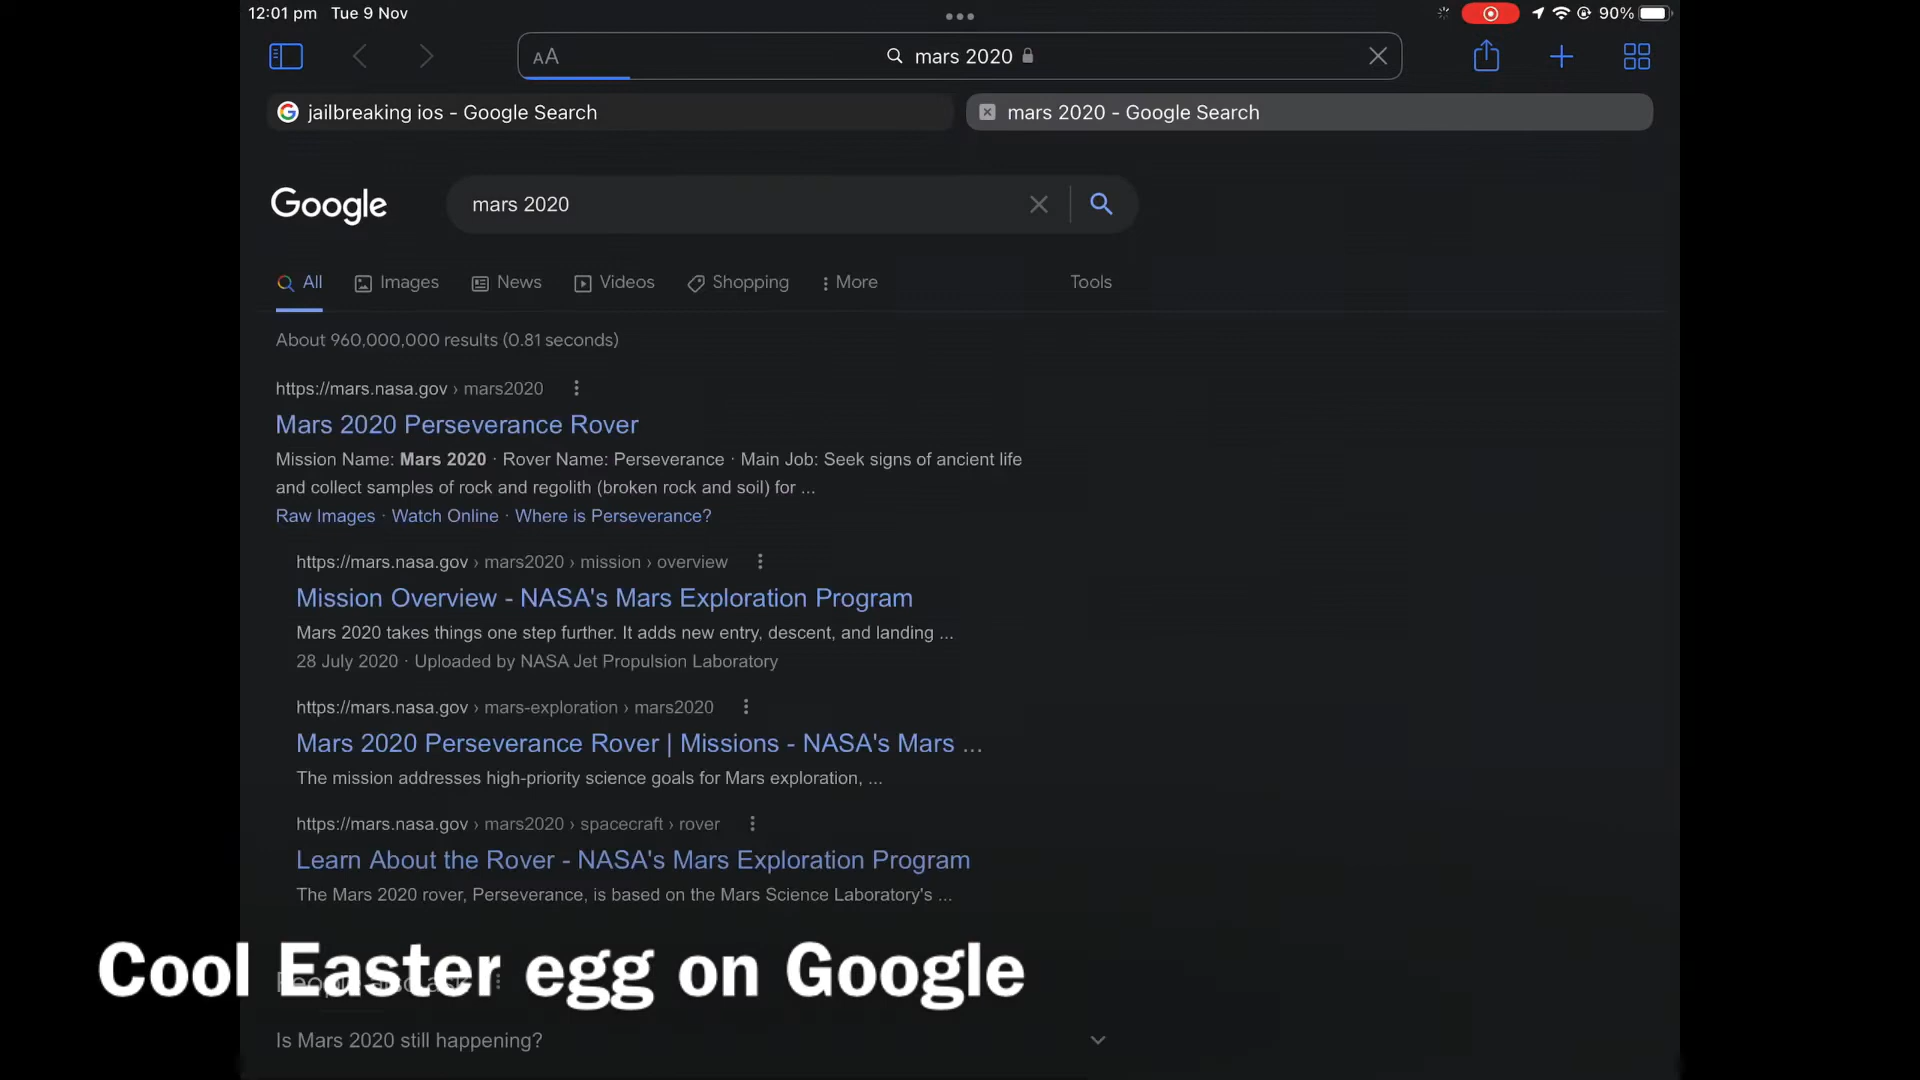 12:01 pm Tue 9 Nov
90%
AA mars 2020
jailbreaking ios - Google Search
mars 2020 - Google Search
Google
mars 2020
All Images News Videos Shopping More Tools
About 960,000,000 results (0.81 seconds)
https://mars.nasa.gov › mars2020
Mars 2020 Perseverance Rover
Mission Name: Mars 2020 · Rover Name: Perseverance · Main Job: Seek signs of ancient life
and collect samples of rock and regolith (broken rock and soil) for ...
Raw Images · Watch Online · Where is Perseverance?
https://mars.nasa.gov › mars2020 › mission › overview
Mission Overview - NASA's Mars Exploration Program
Mars 2020 takes things one step further. It adds new entry, descent, and landing ...
28 July 2020 · Uploaded by NASA Jet Propulsion Laboratory
https://mars.nasa.gov › mars-exploration › mars2020
Mars 2020 Perseverance Rover | Missions - NASA's Mars ...
The mission addresses high-priority science goals for Mars exploration, ...
https://mars.nasa.gov › mars2020 › spacecraft › rover
Learn About the Rover - NASA's Mars Exploration Program
The Mars 2020 rover, Perseverance, is based on the Mars Science Laboratory's ...
Cool Easter egg on Google
People also ask
Is Mars 2020 still happening?